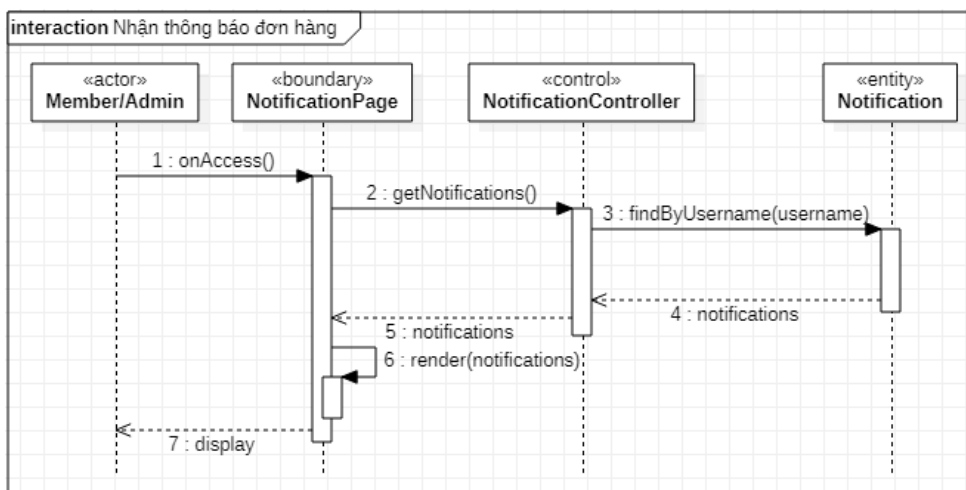 interaction Nhận thông báo đơn hàng
«actor»
Member/Admin
«boundary»
NotificationPage
«control»
NotificationController
«entity»
Notification
1 : onAccess()
2 : getNotifications()
3 : findByUsername(username)
4 : notifications
5 : notifications
6 : render(notifications)
7 : display